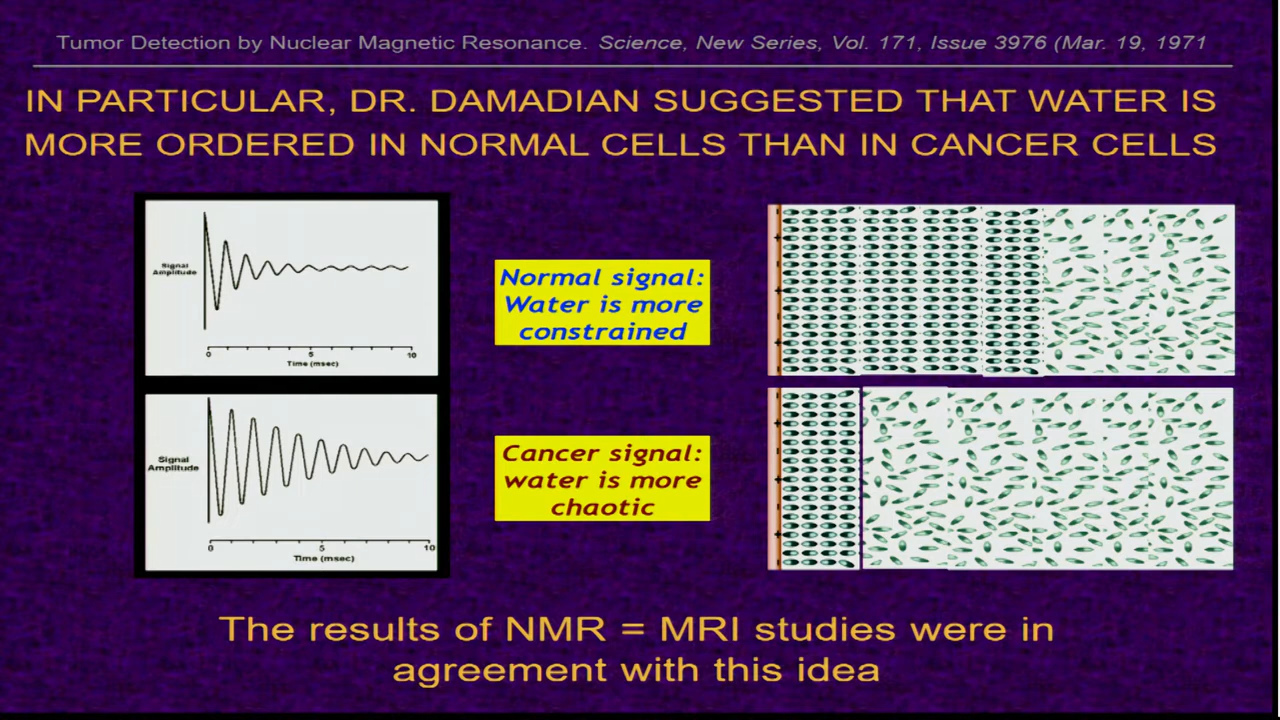 Tumor Detection by Nuclear Magnetic Resonance. Science, New Series, Vol. 171, Issue 3976 (Mar. 19, 1971
IN PARTICULAR, DR. DAMADIAN SUGGESTED THAT WATER IS
MORE ORDERED IN NORMAL CELLS THAN IN CANCER CELLS
Signal
Amplitude
0 5 10
Time (msec)
Normal signal:
Water is more
constrained
Signal
Amplitude
0 5 10
Time (msec)
Cancer signal:
water is more
chaotic
The results of NMR = MRI studies were in
agreement with this idea